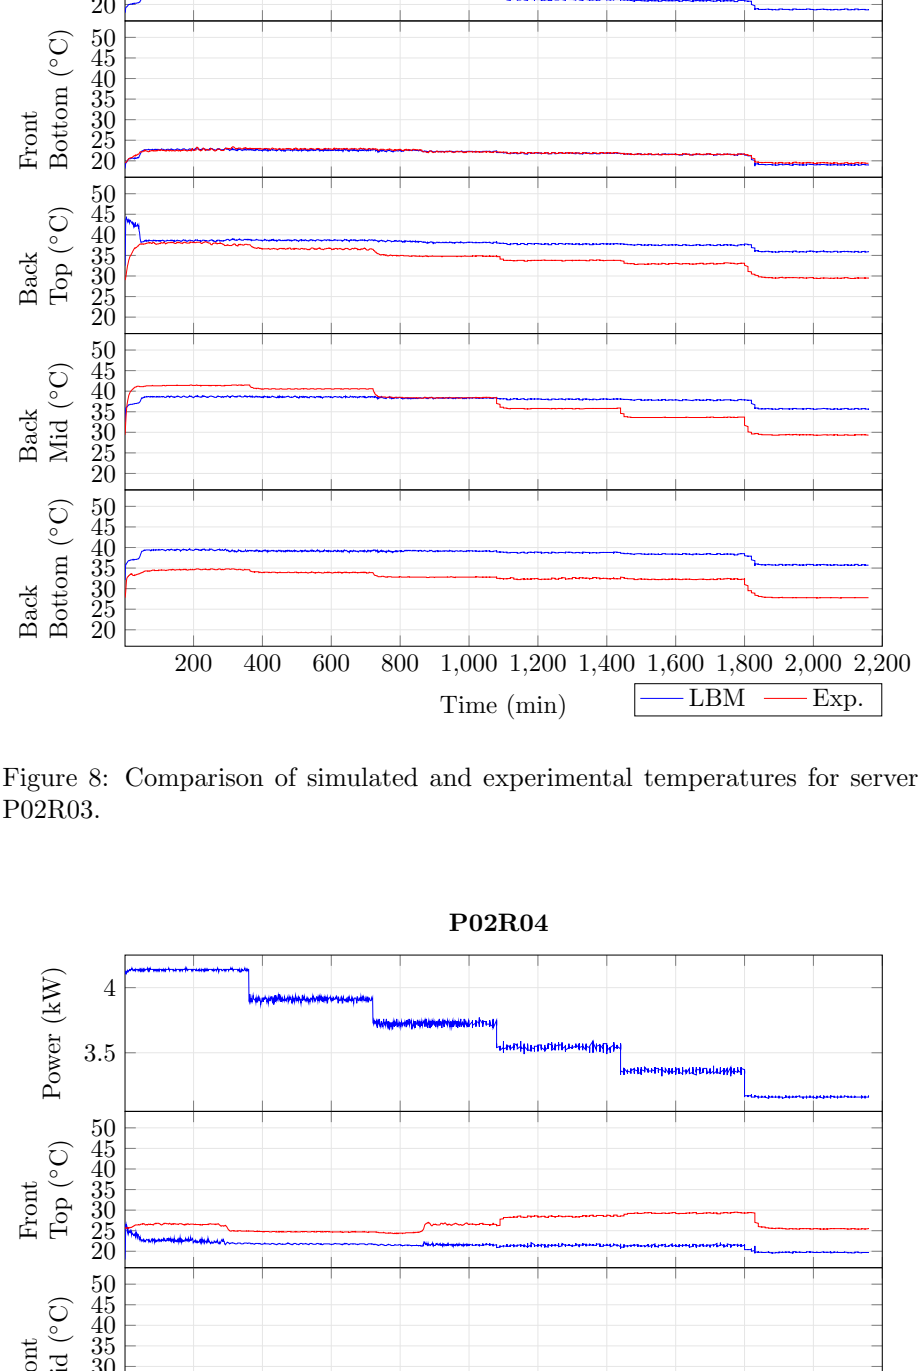 20
50
45
40
35
30
25
20
Front
Bottom (°C)
50
45
40
35
30
25
20
Back
Top (°C)
50
45
40
35
30
25
20
Back
Mid (°C)
50
45
40
35
30
25
20
Back
Bottom (°C)
200 400 600 800 1,000 1,200 1,400 1,600 1,800 2,000 2,200
Time (min)
LBM Exp.
Figure 8: Comparison of simulated and experimental temperatures for server
P02R03.
P02R04
4
3.5
Power (kW)
50
45
40
35
30
25
20
Front
Top (°C)
50
45
40
35
30
(°C)